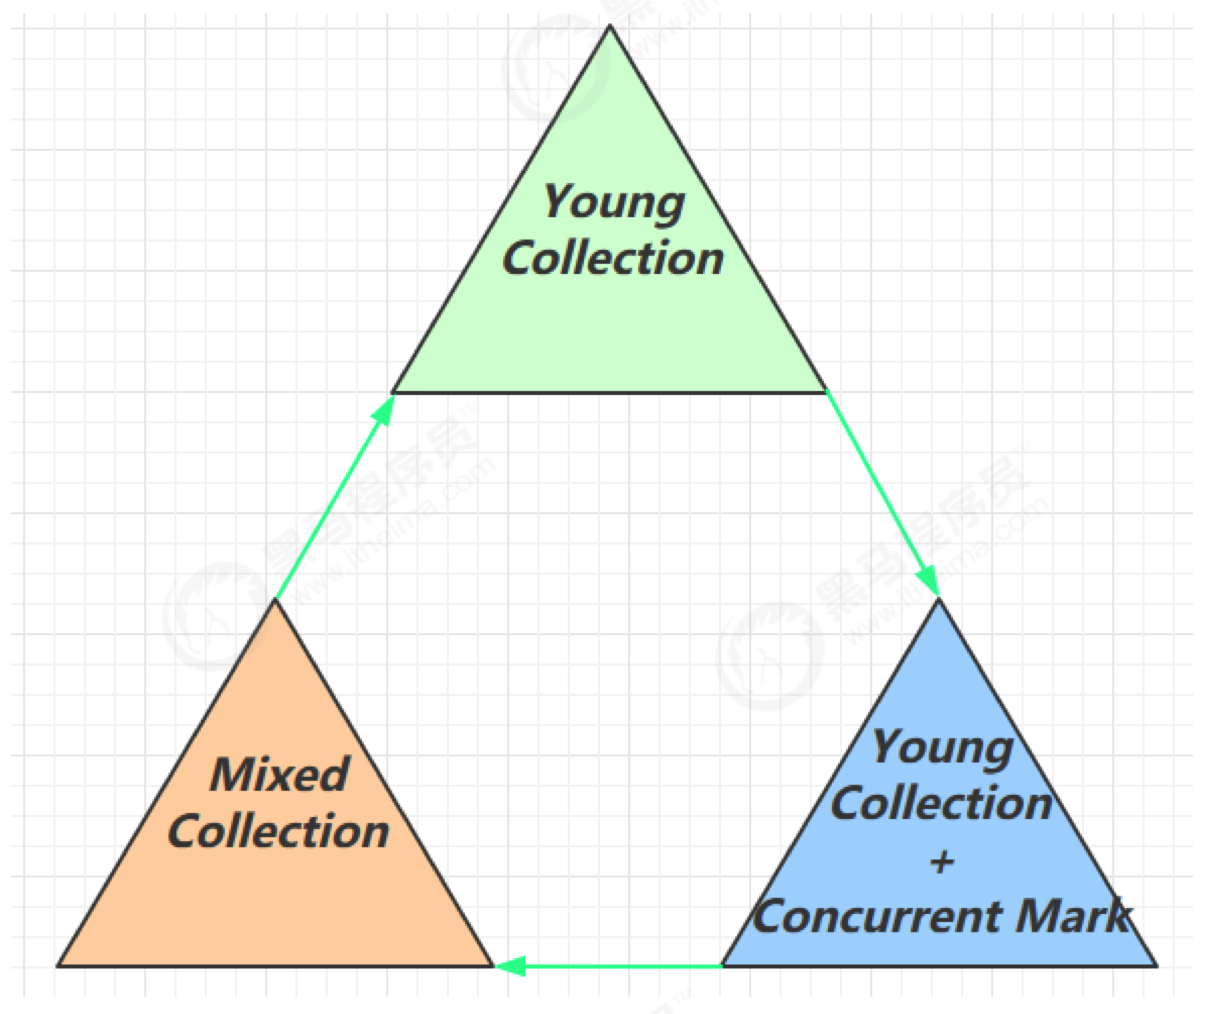 Young
Collection
黑马程序员
www.itheima.com
黑马程序员
www.itheima.com
Mixed
Collection
Young
Collection
+
Concurrent Mark